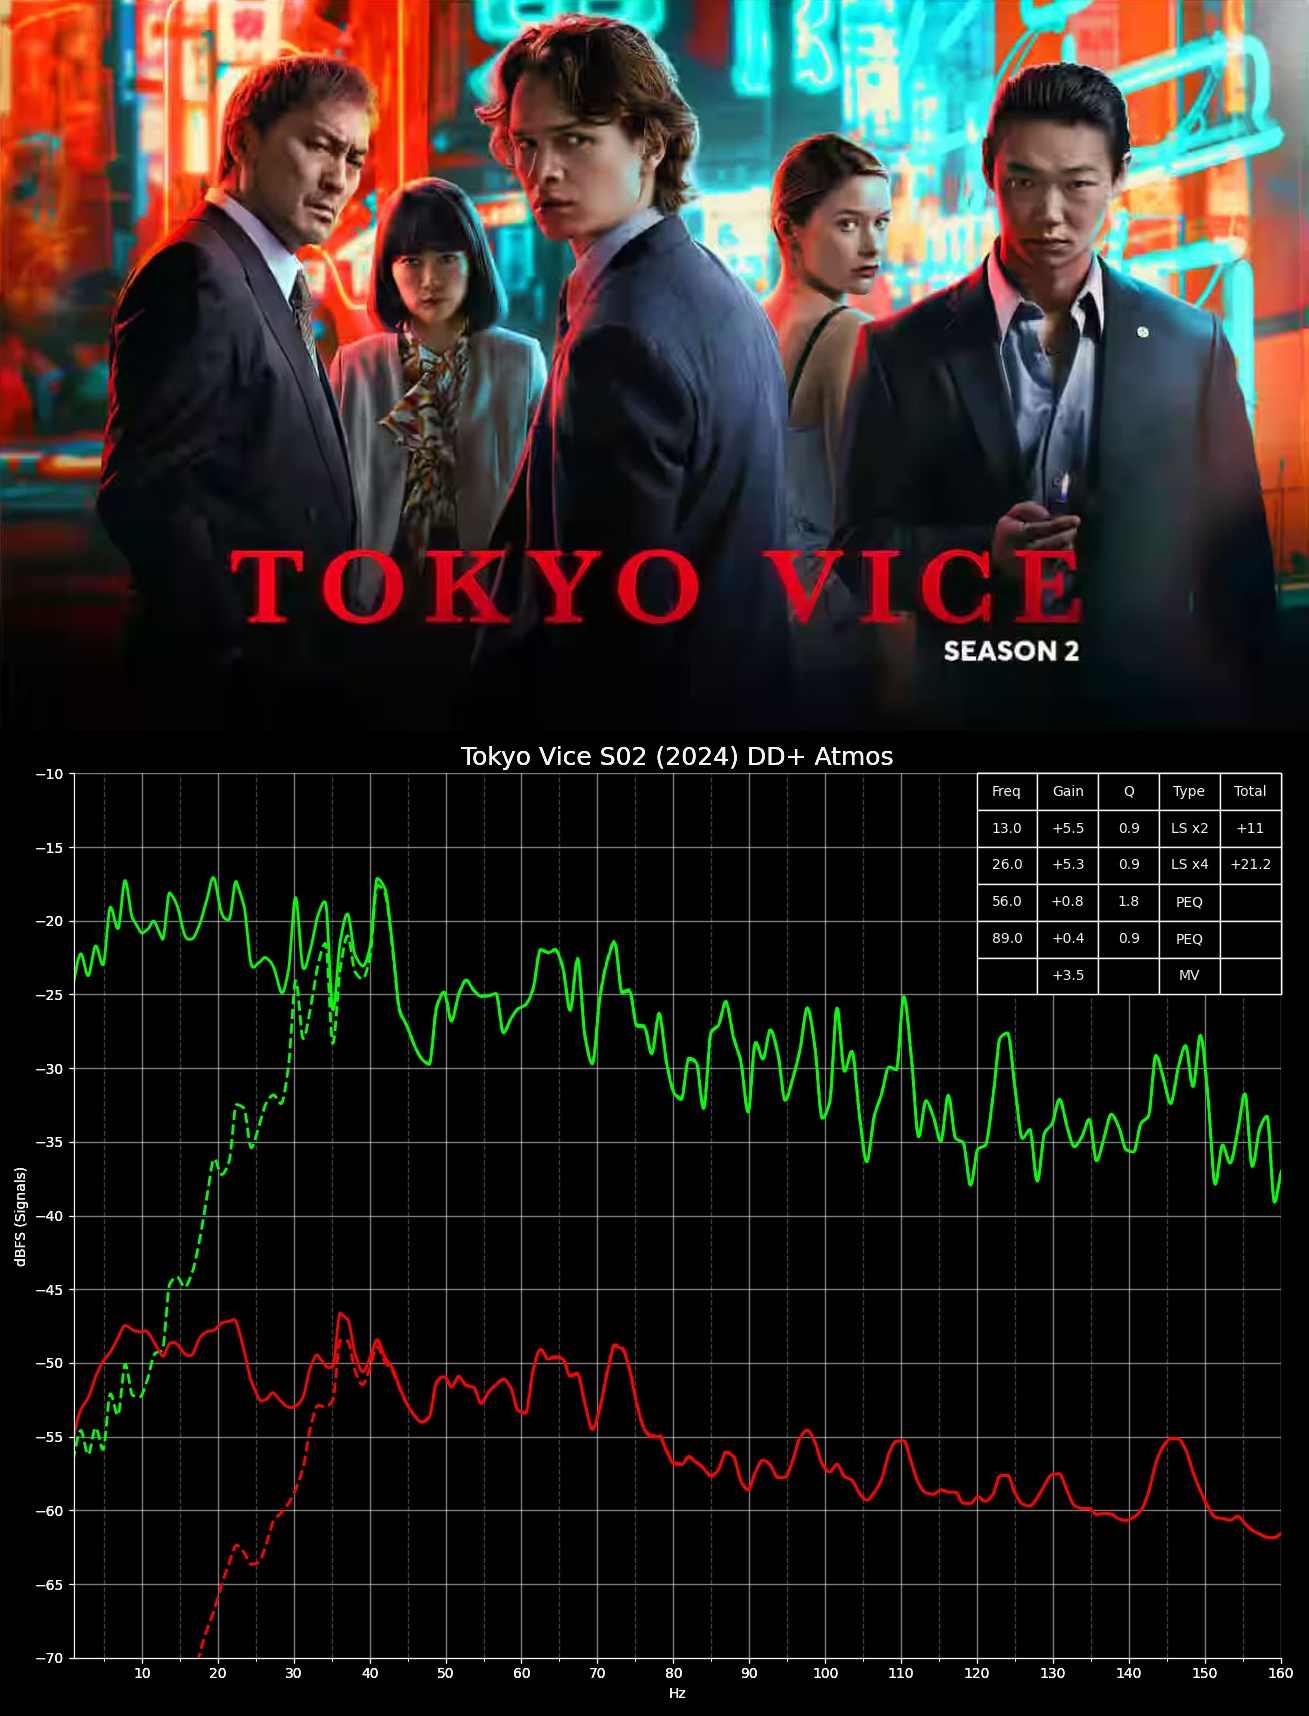 TOKYO VICE
SEASON 2
Tokyo Vice S02 (2024) DD+ Atmos
Freq Gain Q Type Total
13.0 +5.5 0.9 LS x2 +11
26.0 +5.3 0.9 LS x4 +21.2
56.0 +0.8 1.8 PEQ
89.0 +0.4 0.9 PEQ
+3.5 MV
−10
−15
−20
−25
−30
−35
−40
−45
−50
−55
−60
−65
−70
dBFS (Signals)
10 20 30 40 50 60 70 80 90 100 110 120 130 140 150 160
Hz